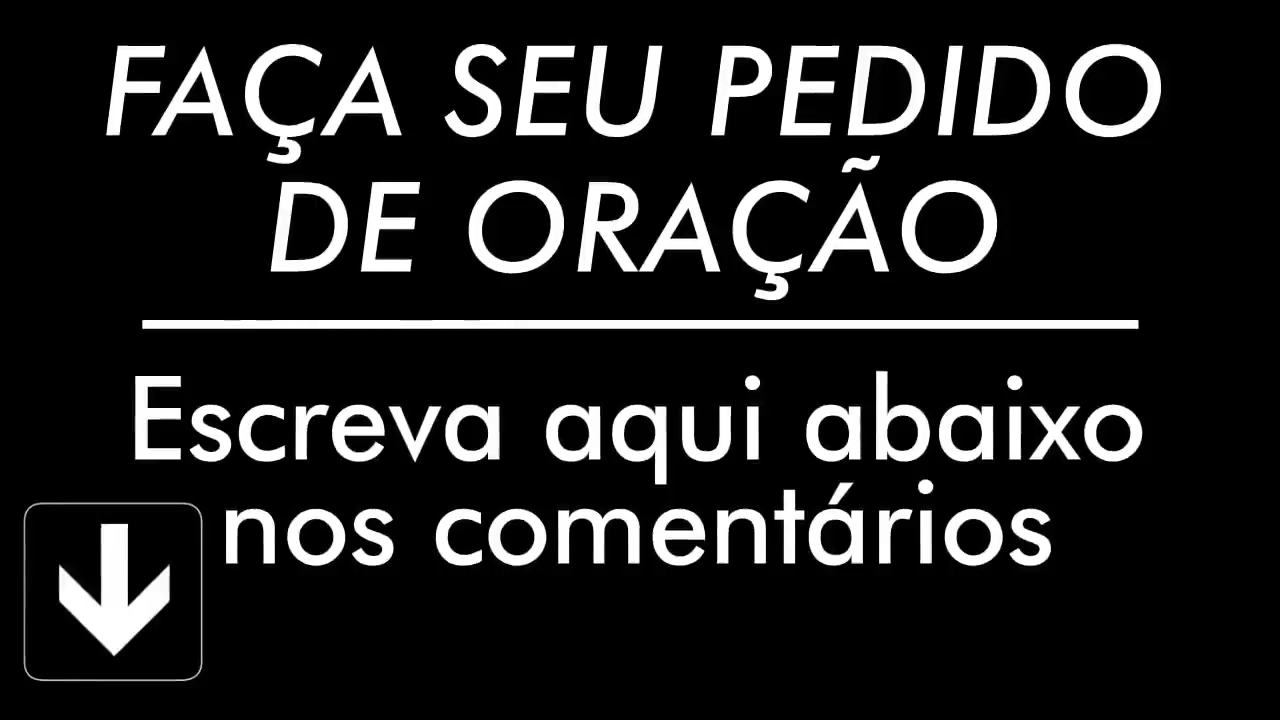 FAÇA SEU PEDIDO
DE ORAÇÃO
Escreva aqui abaixo
nos comentários